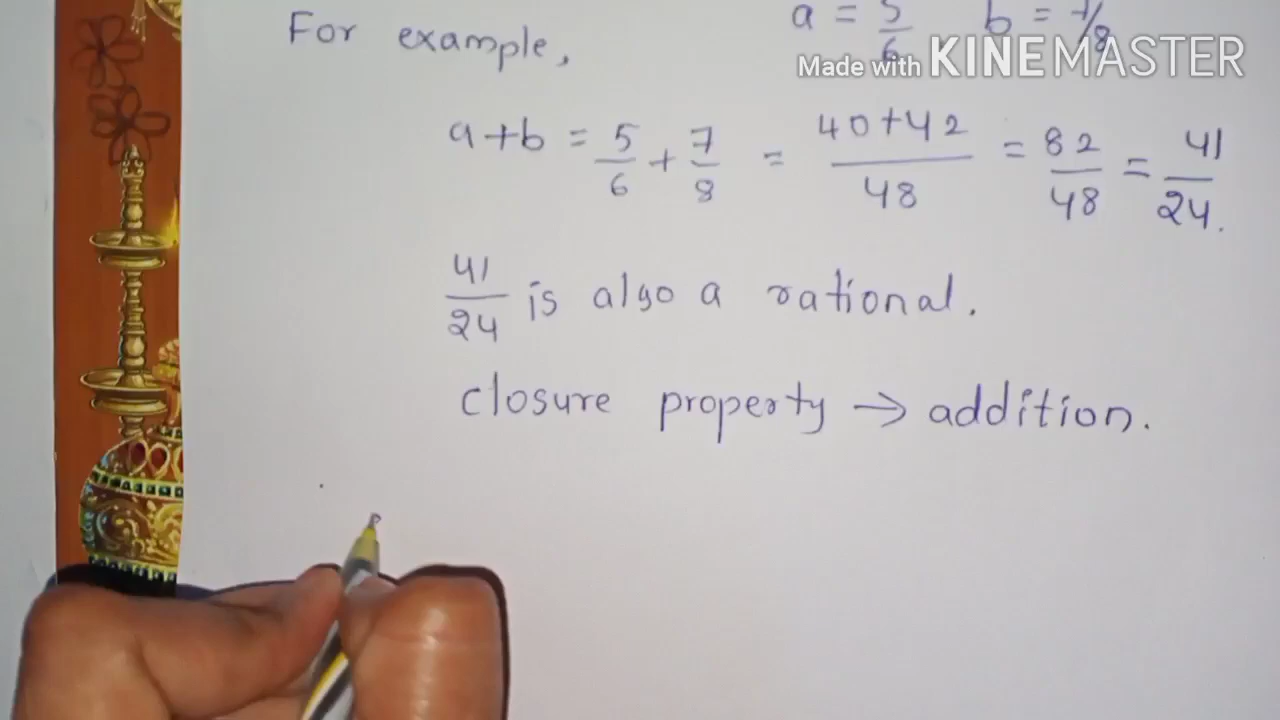 For example, a = 5/6 b = 7/8
Made with KINEMASTER
a+b = 5/6 + 7/8 = 40+42/48 = 82/48 = 41/24.
41/24 is also a rational.
closure property → addition.